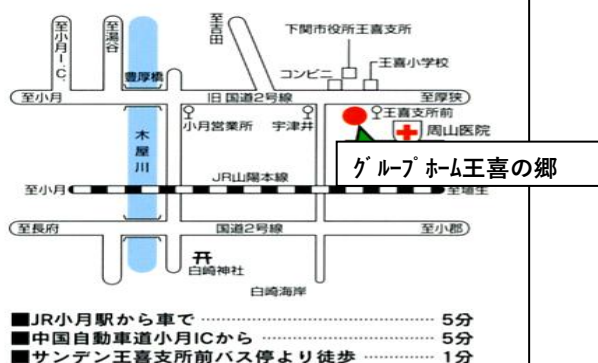 至小月I.C.
至湯谷
至吉田
下関市役所王喜支所
王喜小学校
コンビニ
豊厚橋
至小月
旧国道2号線
至厚狭
小月営業所
宇津井
王喜支所前
周山医院
木屋川
グループホーム王喜の郷
JR山陽本線
至小月
至埴生
至長府
国道2号線
至小郡
白崎神社
白崎海岸
■JR小月駅から車で ………………………… 5分
■中国自動車道小月ICから ………………… 5分
■サンデン王喜支所前バス停より徒歩 ………… 1分